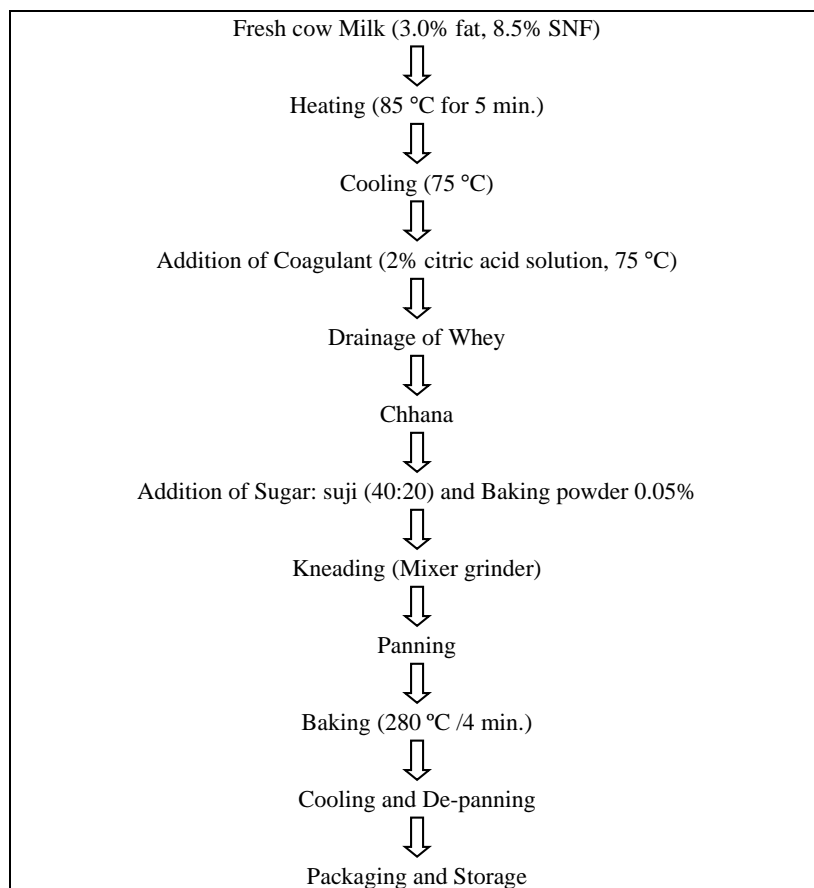 Fresh cow Milk (3.0% fat, 8.5% SNF)
Heating (85 °C for 5 min.)
Cooling (75 °C)
Addition of Coagulant (2% citric acid solution, 75 °C)
Drainage of Whey
Chhana
Addition of Sugar: suji (40:20) and Baking powder 0.05%
Kneading (Mixer grinder)
Panning
Baking (280 ºC /4 min.)
Cooling and De-panning
Packaging and Storage